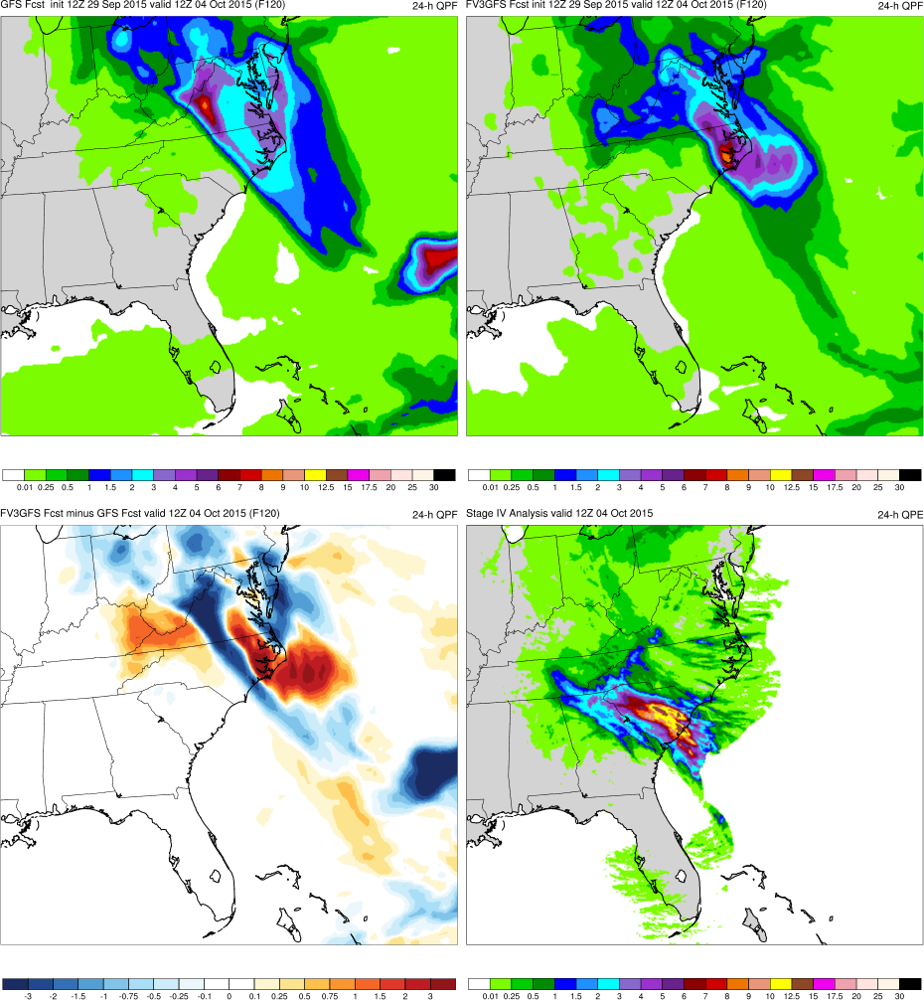 GFS Fcst init 12Z 29 Sep 2015 valid 12Z 04 Oct 2015 (F120) 24-h QPF
FV3GFS Fcst init 12Z 29 Sep 2015 valid 12Z 04 Oct 2015 (F120) 24-h QPF
0.01 0.25 0.5 1 1.5 2 3 4 5 6 7 8 9 10 12.5 15 17.5 20 25 30
0.01 0.25 0.5 1 1.5 2 3 4 5 6 7 8 9 10 12.5 15 17.5 20 25 30
FV3GFS Fcst minus GFS Fcst valid 12Z 04 Oct 2015 (F120) 24-h QPF
Stage IV Analysis valid 12Z 04 Oct 2015 24-h QPE
-3 -2 -1.5 -1 -0.75 -0.5 -0.25 -0.1 0 0.1 0.25 0.5 0.75 1 1.5 2 3
0.01 0.25 0.5 1 1.5 2 3 4 5 6 7 8 9 10 12.5 15 17.5 20 25 30